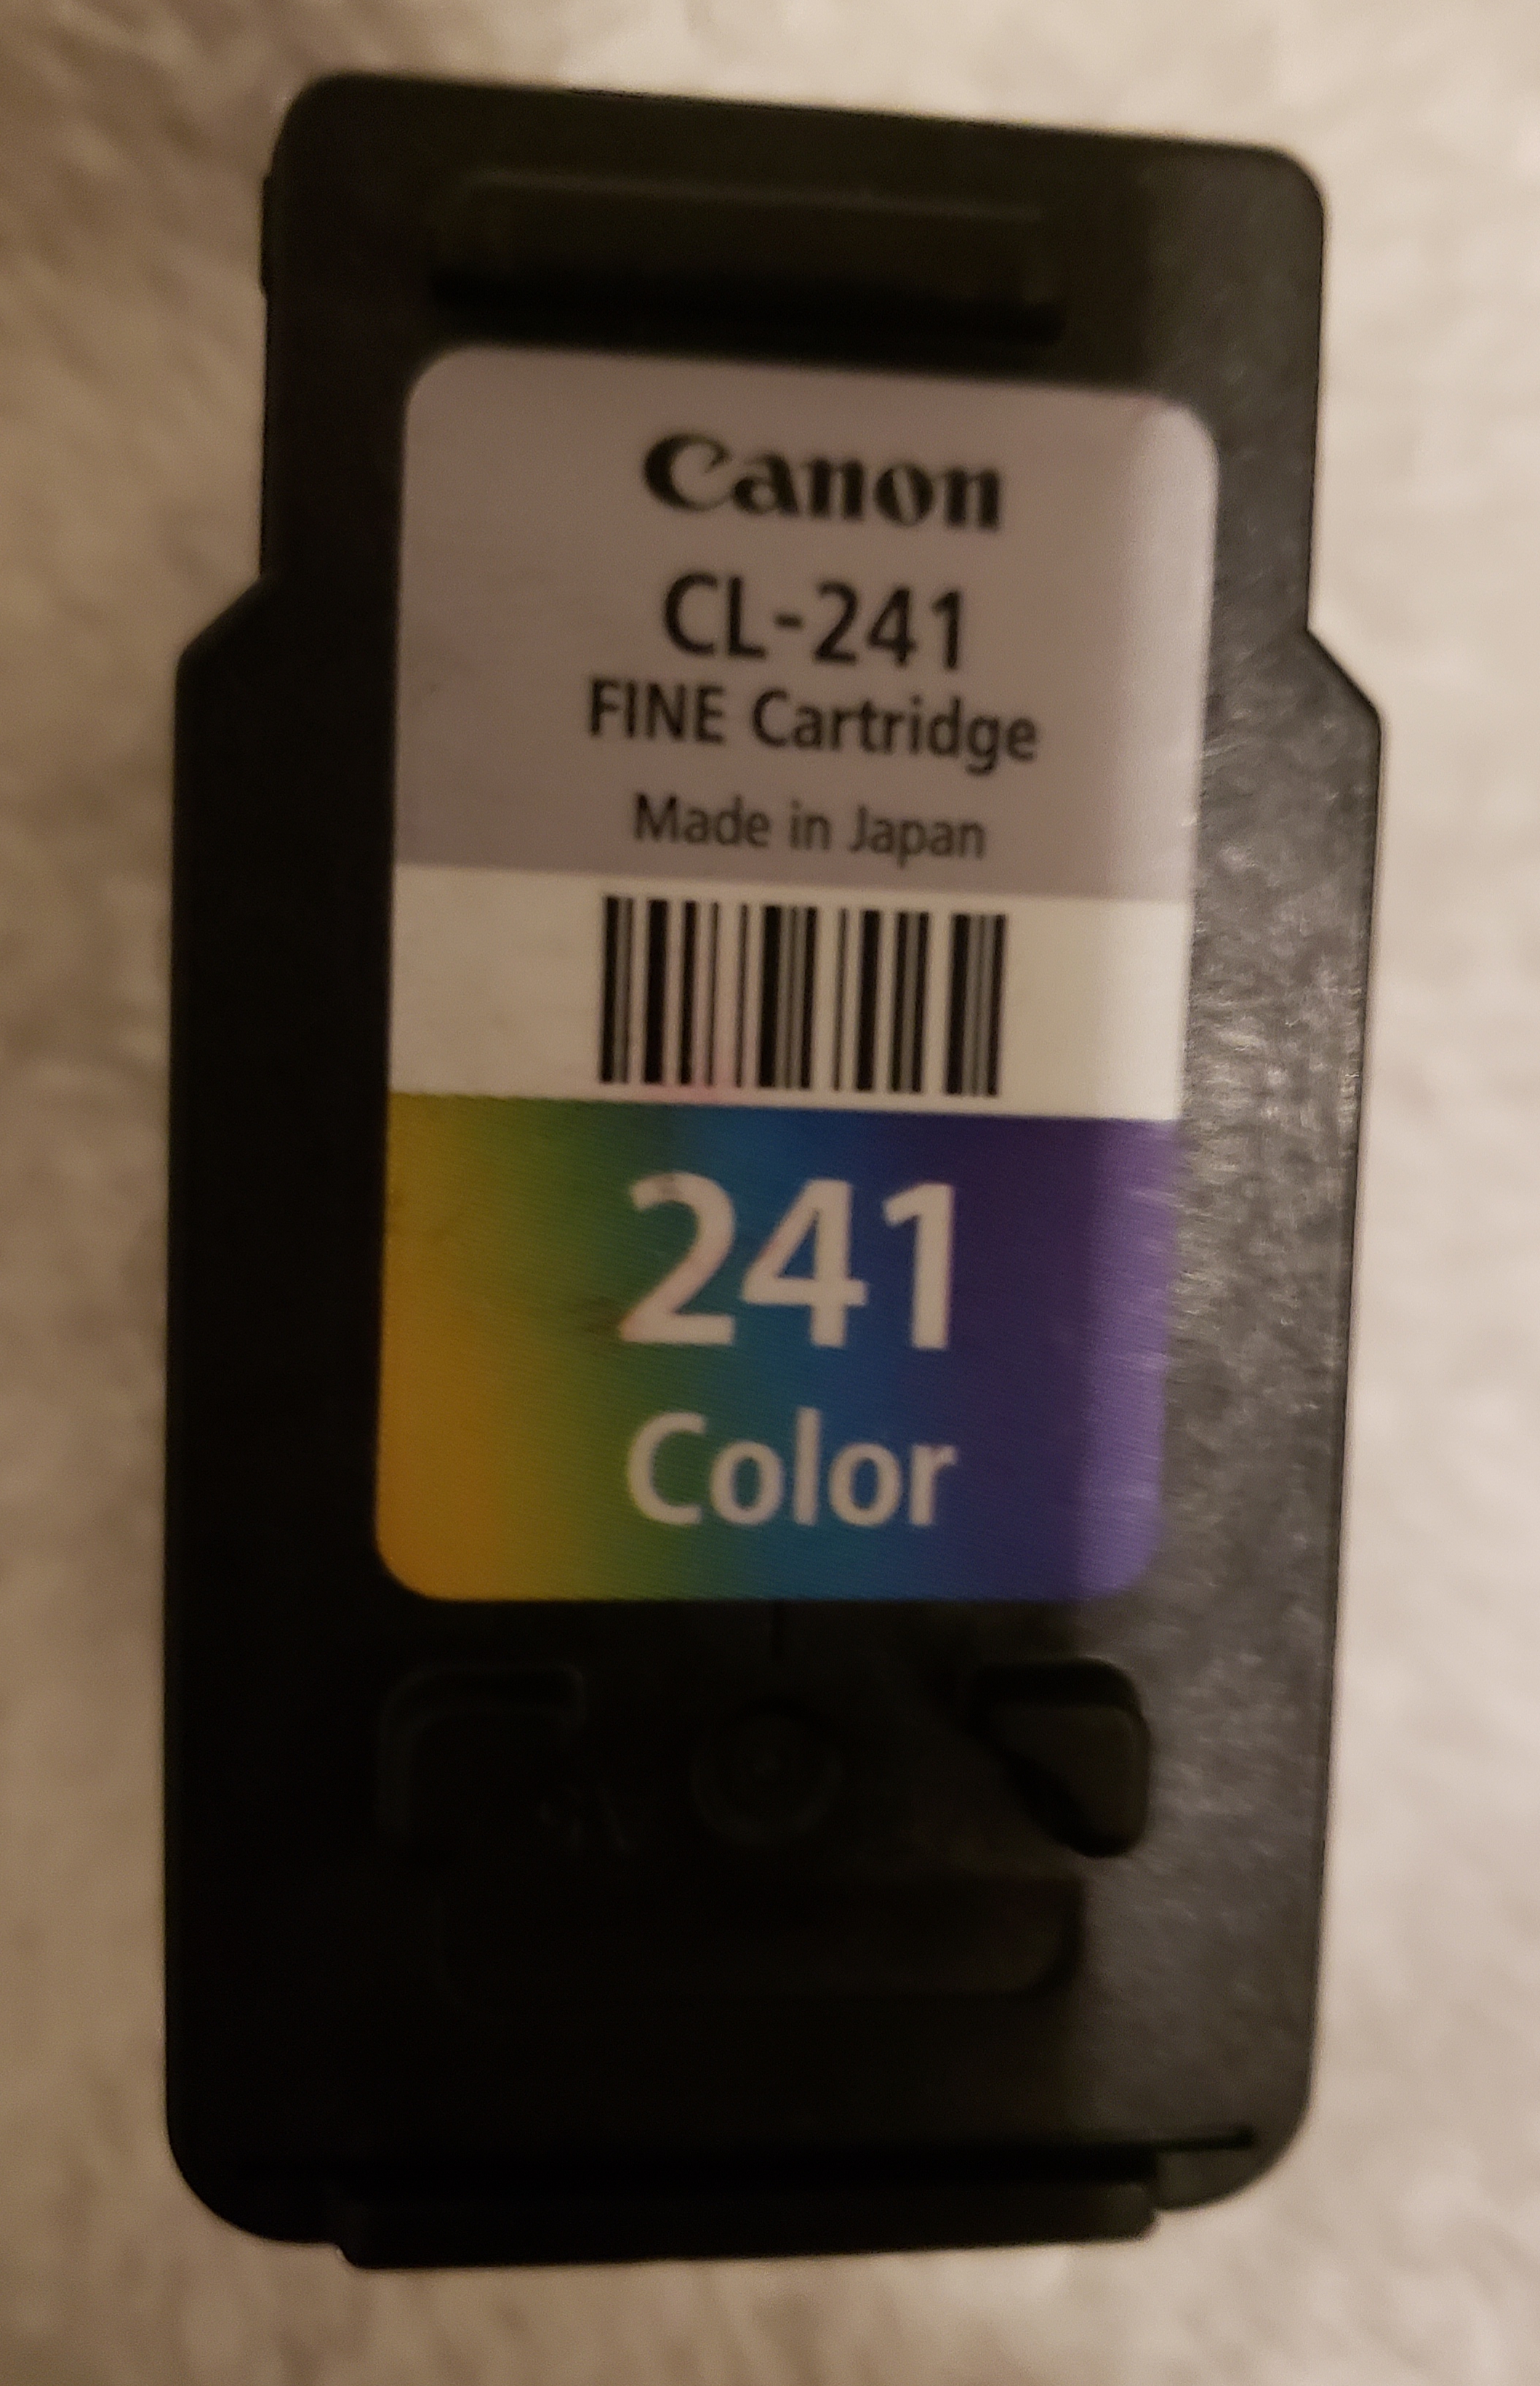 Canon
CL-241
FINE Cartridge
Made in Japan
241
Color